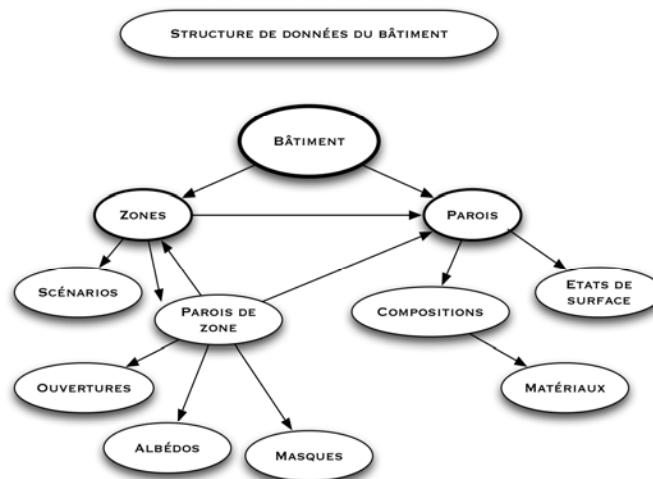 STRUCTURE DE DONNÉES DU BÂTIMENT
BÂTIMENT
ZONES
PAROIS
SCÉNARIOS
PAROIS DE
ZONE
COMPOSITIONS
ETATS DE
SURFACE
OUVERTURES
MATÉRIAUX
ALBÉDOS
MASQUES